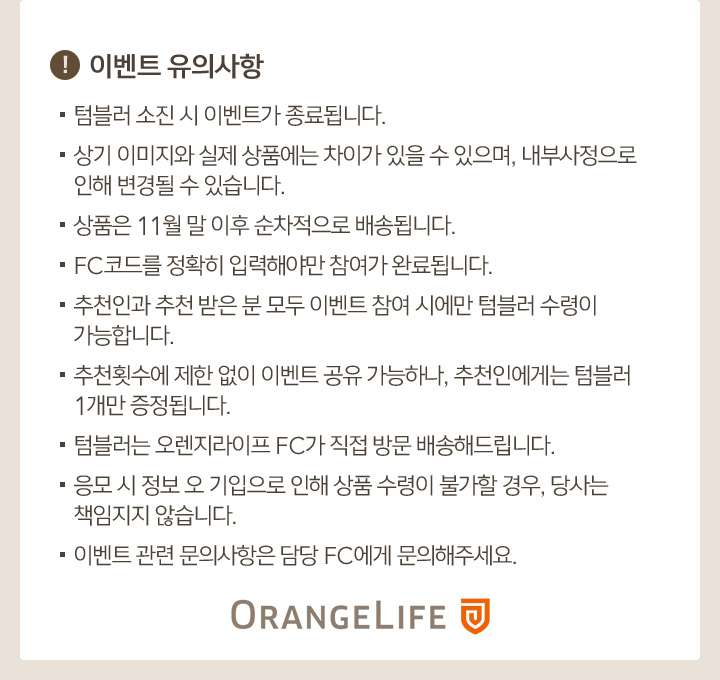 ! 이벤트 유의사항
▪ 텀블러 소진 시 이벤트가 종료됩니다.
▪ 상기 이미지와 실제 상품에는 차이가 있을 수 있으며, 내부사정으로
인해 변경될 수 있습니다.
▪ 상품은 11월 말 이후 순차적으로 배송됩니다.
▪ FC코드를 정확히 입력해야만 참여가 완료됩니다.
▪ 추천인과 추천 받은 분 모두 이벤트 참여 시에만 텀블러 수령이
가능합니다.
▪ 추천횟수에 제한 없이 이벤트 공유 가능하나, 추천인에게는 텀블러
1개만 증정됩니다.
▪ 텀블러는 오렌지라이프 FC가 직접 방문 배송해드립니다.
▪ 응모 시 정보 오 기입으로 인해 상품 수령이 불가할 경우, 당사는
책임지지 않습니다.
▪ 이벤트 관련 문의사항은 담당 FC에게 문의해주세요.
ORANGELIFE